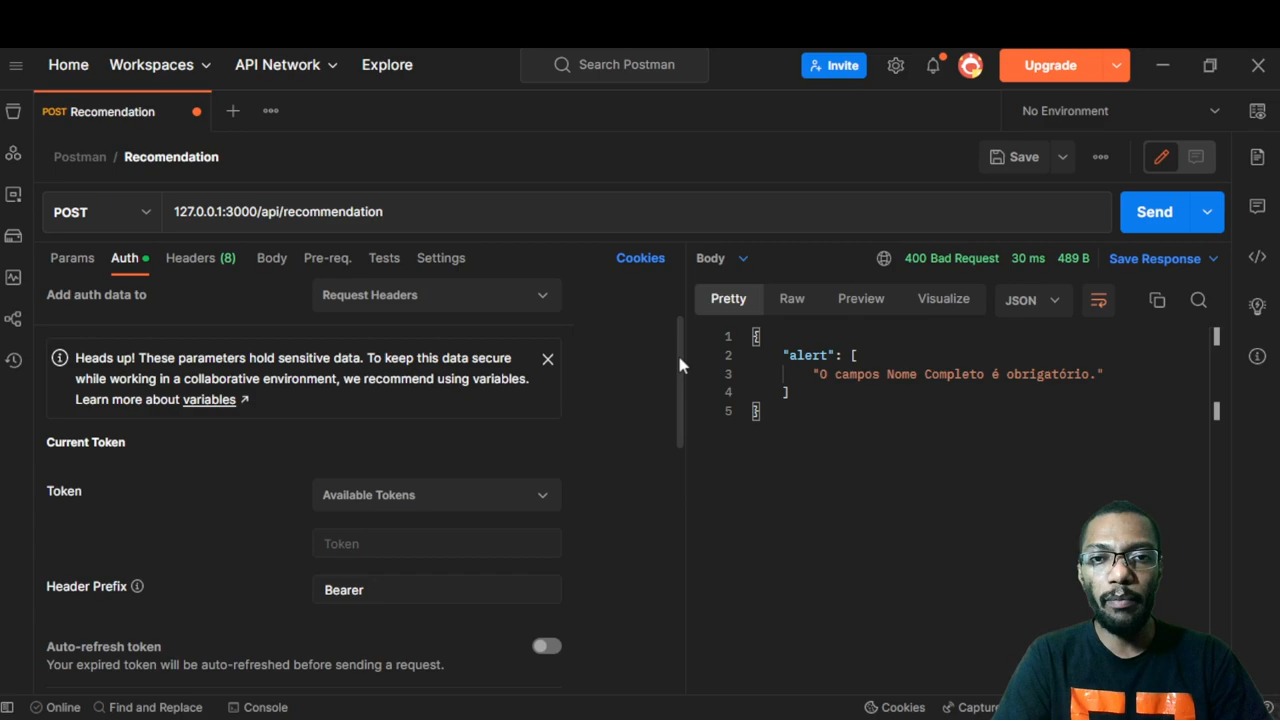 Home Workspaces API Network Explore Search Postman Invite Upgrade
POST Recomendation No Environment
Postman / Recomendation Save
POST 127.0.0.1:3000/api/recommendation Send
Params Auth Headers (8) Body Pre-req. Tests Settings Cookies Body 400 Bad Request 30 ms 489 B Save Response
Add auth data to Request Headers Pretty Raw Preview Visualize JSON
1 {
Heads up! These parameters hold sensitive data. To keep this data secure
while working in a collaborative environment, we recommend using variables.
Learn more about variables ↗
2 "alert": [
3 "O campos Nome Completo é obrigatório."
4 ]
5 }
Current Token
Token Available Tokens
Token
Header Prefix Bearer
Auto-refresh token
Your expired token will be auto-refreshed before sending a request.
Online Find and Replace Console Cookies